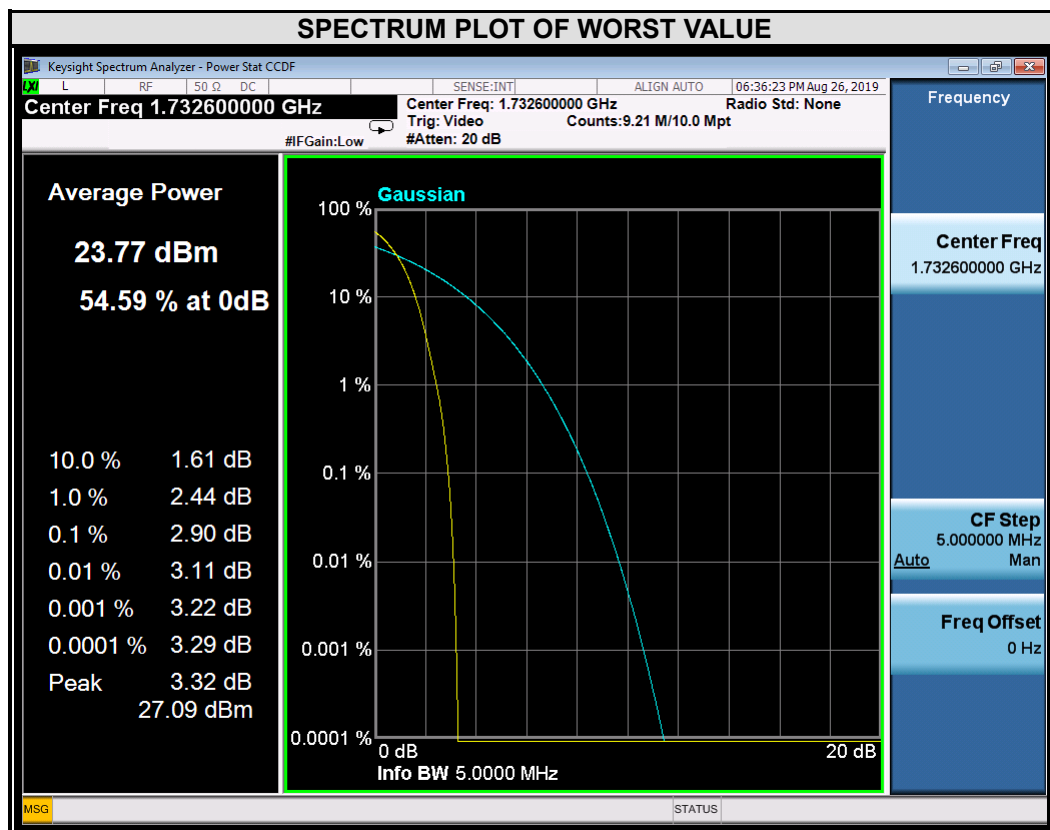 SPECTRUM PLOT OF WORST VALUE
Keysight Spectrum Analyzer - Power Stat CCDF
LXI L RF 50 Ω DC SENSE:INT ALIGN AUTO 06:36:23 PM Aug 26, 2019
Center Freq 1.732600000 GHz
Center Freq: 1.732600000 GHz Radio Std: None
Trig: Video Counts:9.21 M/10.0 Mpt
#IFGain:Low #Atten: 20 dB
Frequency
Average Power
23.77 dBm
54.59 % at 0dB
10.0 % 1.61 dB
1.0 % 2.44 dB
0.1 % 2.90 dB
0.01 % 3.11 dB
0.001 % 3.22 dB
0.0001 % 3.29 dB
Peak 3.32 dB
27.09 dBm
Gaussian
100 %
10 %
1 %
0.1 %
0.01 %
0.001 %
0.0001 %
0 dB 20 dB
Info BW 5.0000 MHz
Center Freq
1.732600000 GHz
CF Step
5.000000 MHz
Auto Man
Freq Offset
0 Hz
MSG STATUS